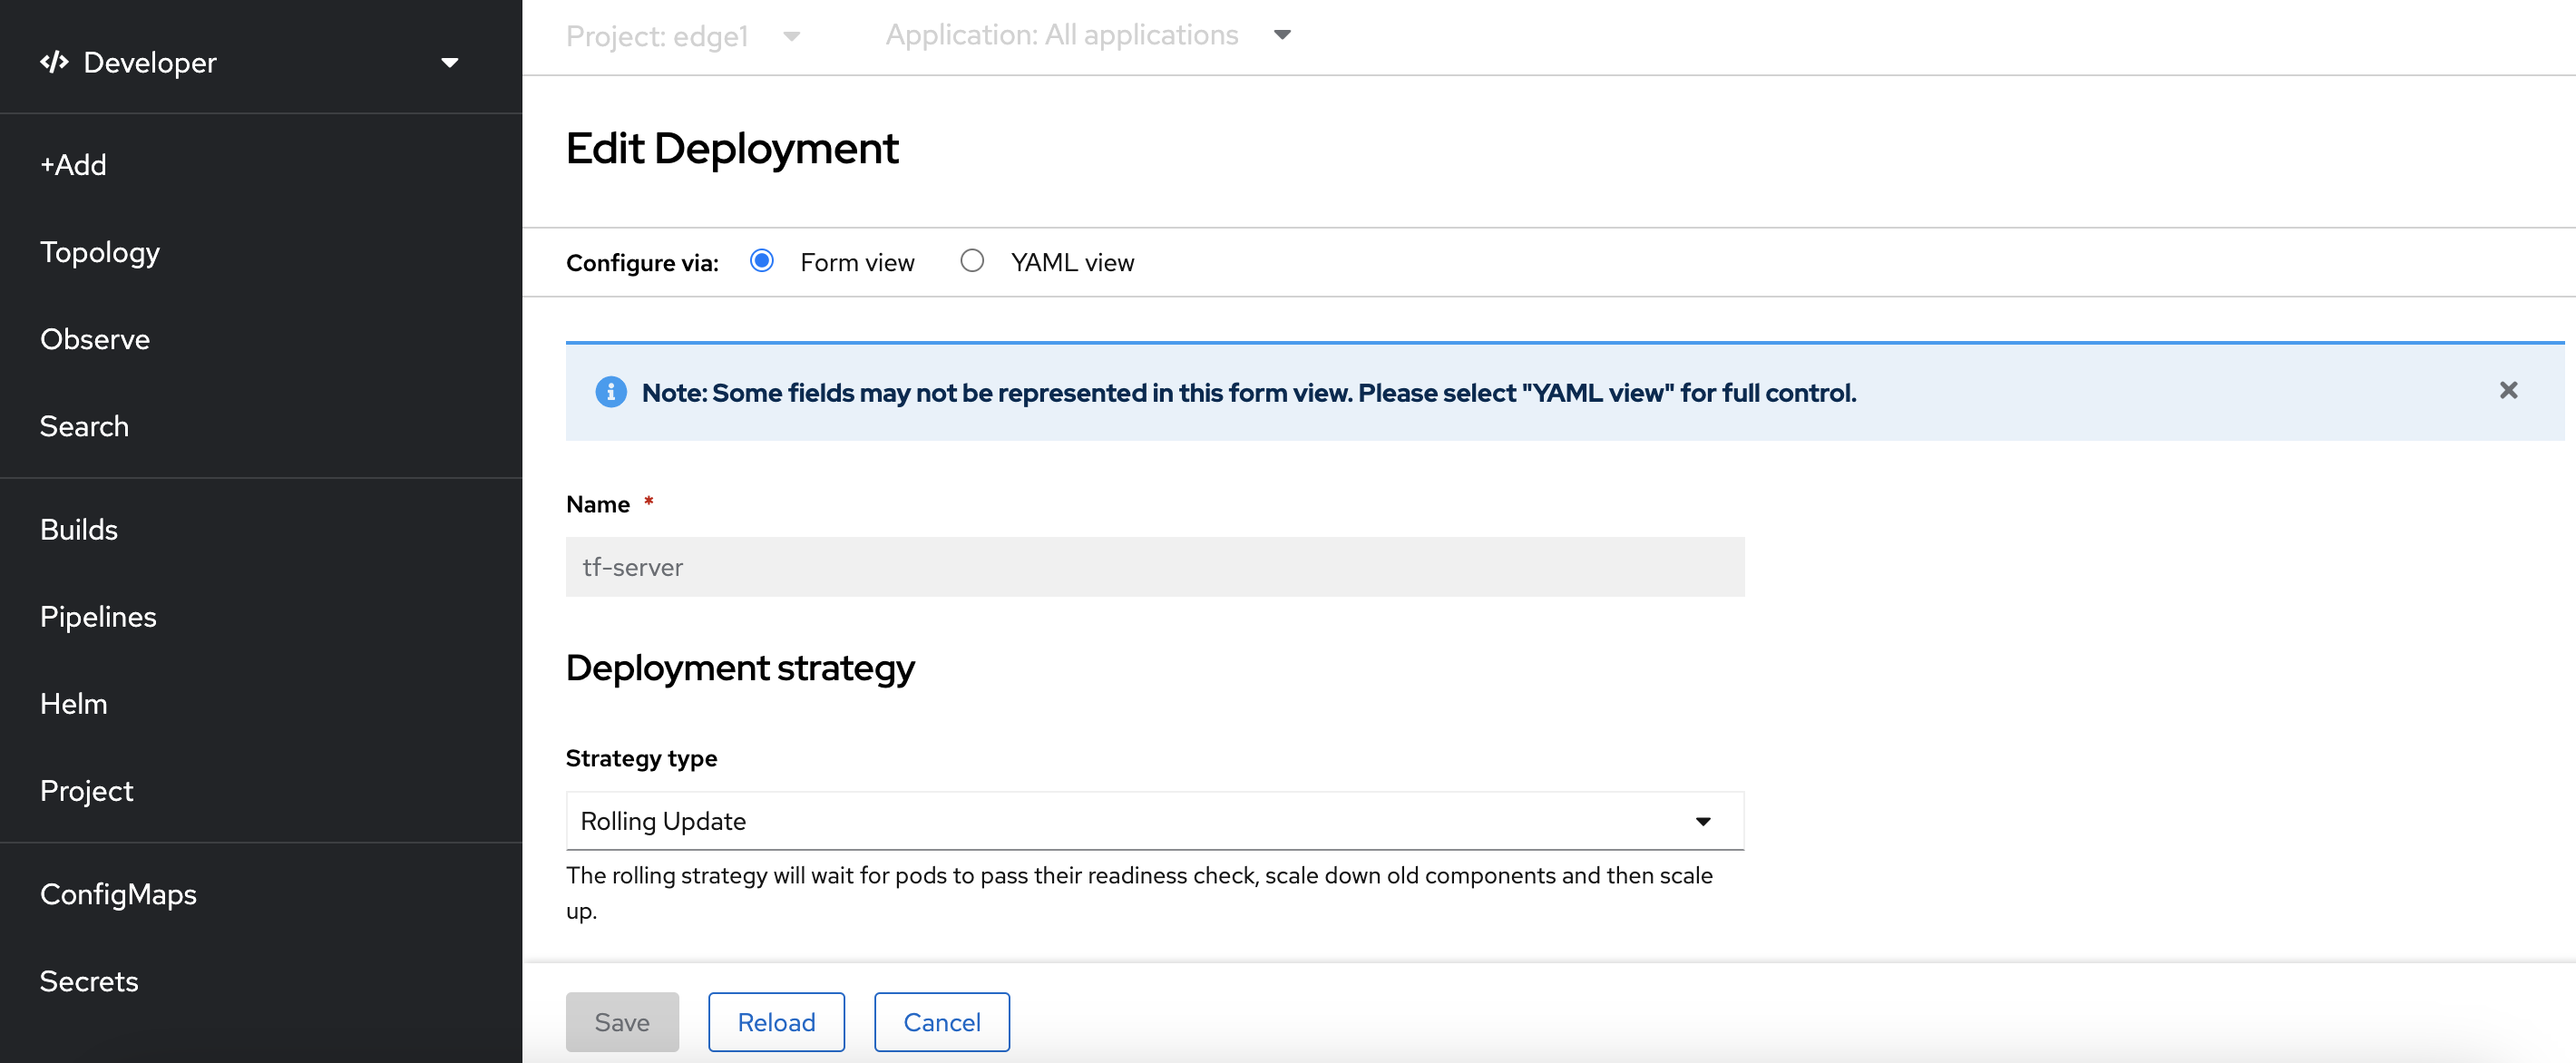 Developer
+Add
Topology
Observe
Search
Builds
Pipelines
Helm
Project
ConfigMaps
Secrets
Project: edge1 Application: All applications
Edit Deployment
Configure via: Form view YAML view
Note: Some fields may not be represented in this form view. Please select "YAML view" for full control.
Name *
tf-server
Deployment strategy
Strategy type
Rolling Update
The rolling strategy will wait for pods to pass their readiness check, scale down old components and then scale
up.
Save Reload Cancel